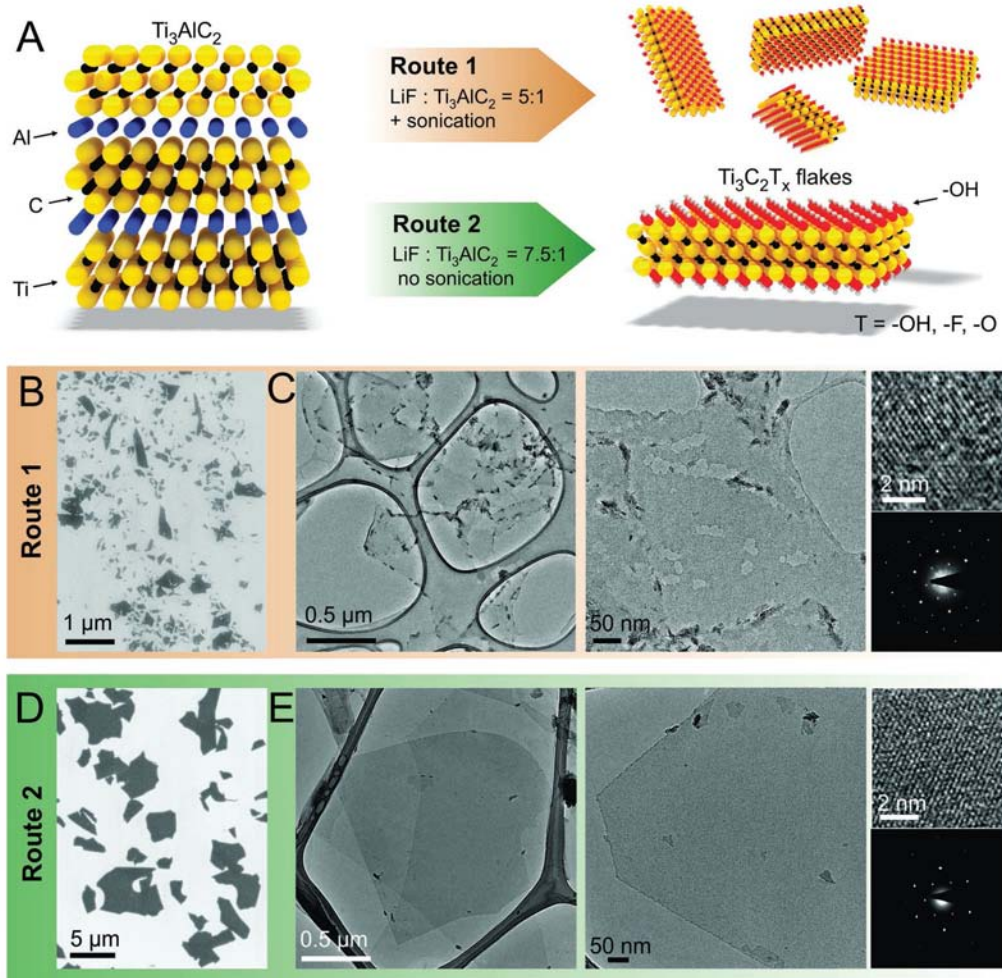 A
Ti₃AlC₂
Al
C
Ti
Route 1
LiF : Ti₃AlC₂ = 5:1
+ sonication
Route 2
LiF : Ti₃AlC₂ = 7.5:1
no sonication
Ti₃C₂Tₓ flakes
-OH
T = -OH, -F, -O
B
C
Route 1
1 µm
0.5 µm
50 nm
2 nm
D
E
Route 2
5 µm
0.5 µm
50 nm
2 nm